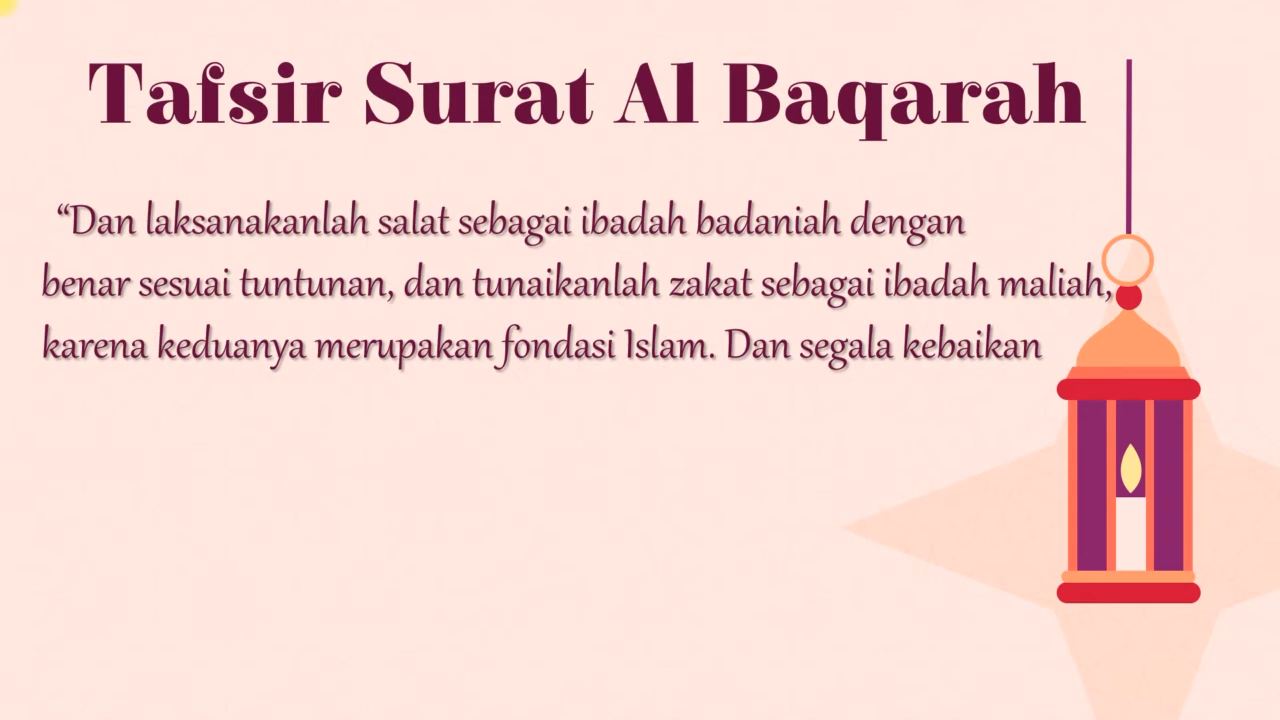 Tafsir Surat Al Baqarah
“Dan laksanakanlah salat sebagai ibadah badaniah dengan
benar sesuai tuntunan, dan tunaikanlah zakat sebagai ibadah maliah,
karena keduanya merupakan fondasi Islam. Dan segala kebaikan